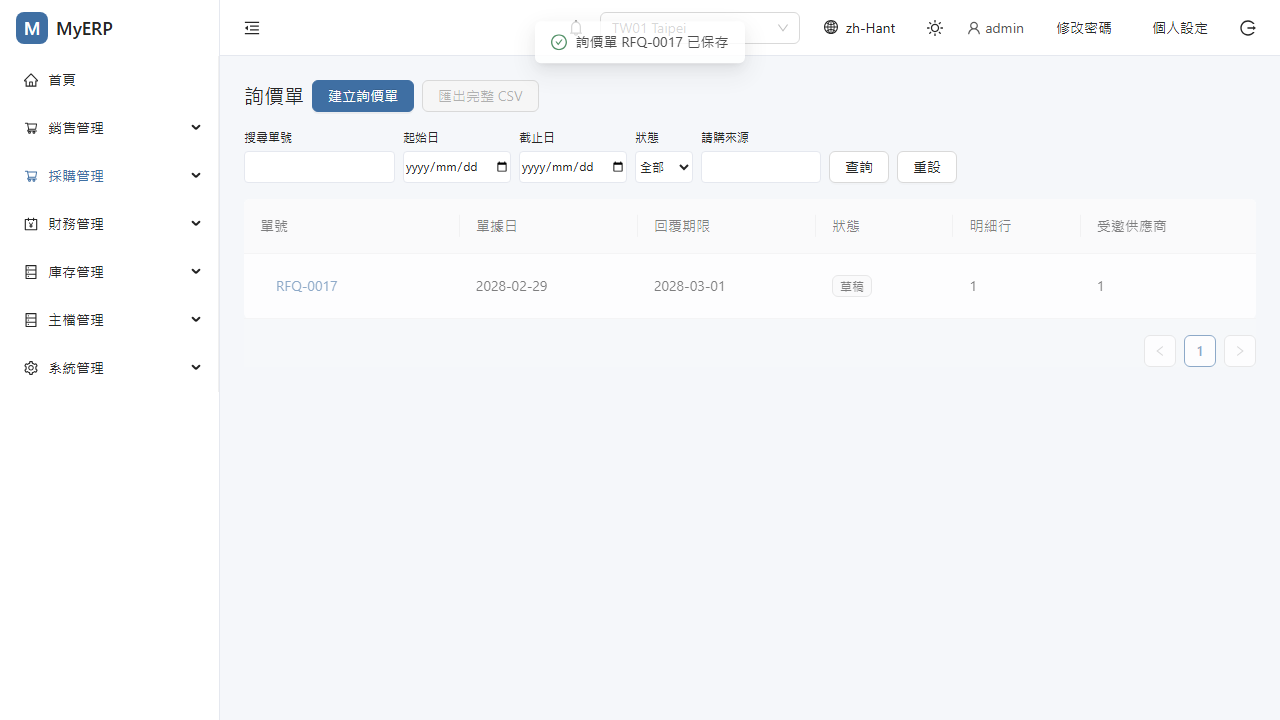 M MyERP
TW01 Taipei
zh-Hant
admin
修改密碼
個人設定
詢價單 RFQ-0017 已保存
首頁
銷售管理
採購管理
財務管理
庫存管理
主檔管理
系統管理
詢價單
建立詢價單
匯出完整 CSV
搜尋單號
起始日
截止日
狀態
請購來源
yyyy/mm/dd
yyyy/mm/dd
全部
查詢
重設
單號 單據日 回覆期限 狀態 明細行 受邀供應商
RFQ-0017 2028-02-29 2028-03-01 草稿 1 1
1